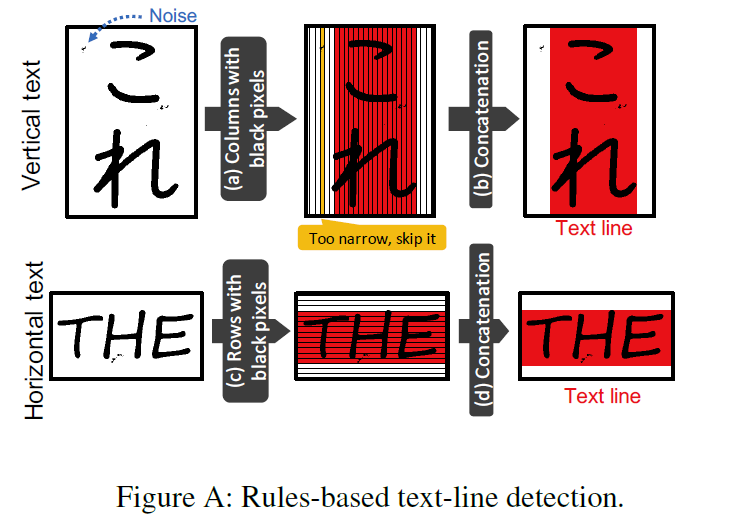 Noise
Vertical text
こ
れ
(a) Columns with
black pixels
こ
れ
Too narrow, skip it
(b) Concatenation
こ
れ
Text line
Horizontal text
THE
(c) Rows with
black pixels
THE
(d) Concatenation
THE
Text line
Figure A: Rules-based text-line detection.